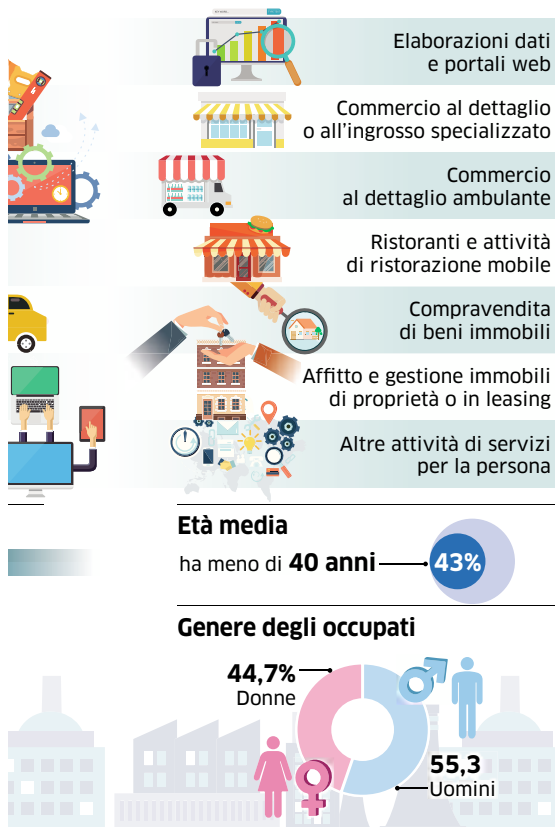 Elaborazioni dati
e portali web
Commercio al dettaglio
o all'ingrosso specializzato
Commercio
al dettaglio ambulante
Ristoranti e attività
di ristorazione mobile
Compravendita
di beni immobili
Affitto e gestione immobili
di proprietà o in leasing
Altre attività di servizi
per la persona
Età media
ha meno di 40 anni
43%
Genere degli occupati
44,7%
Donne
55,3
Uomini